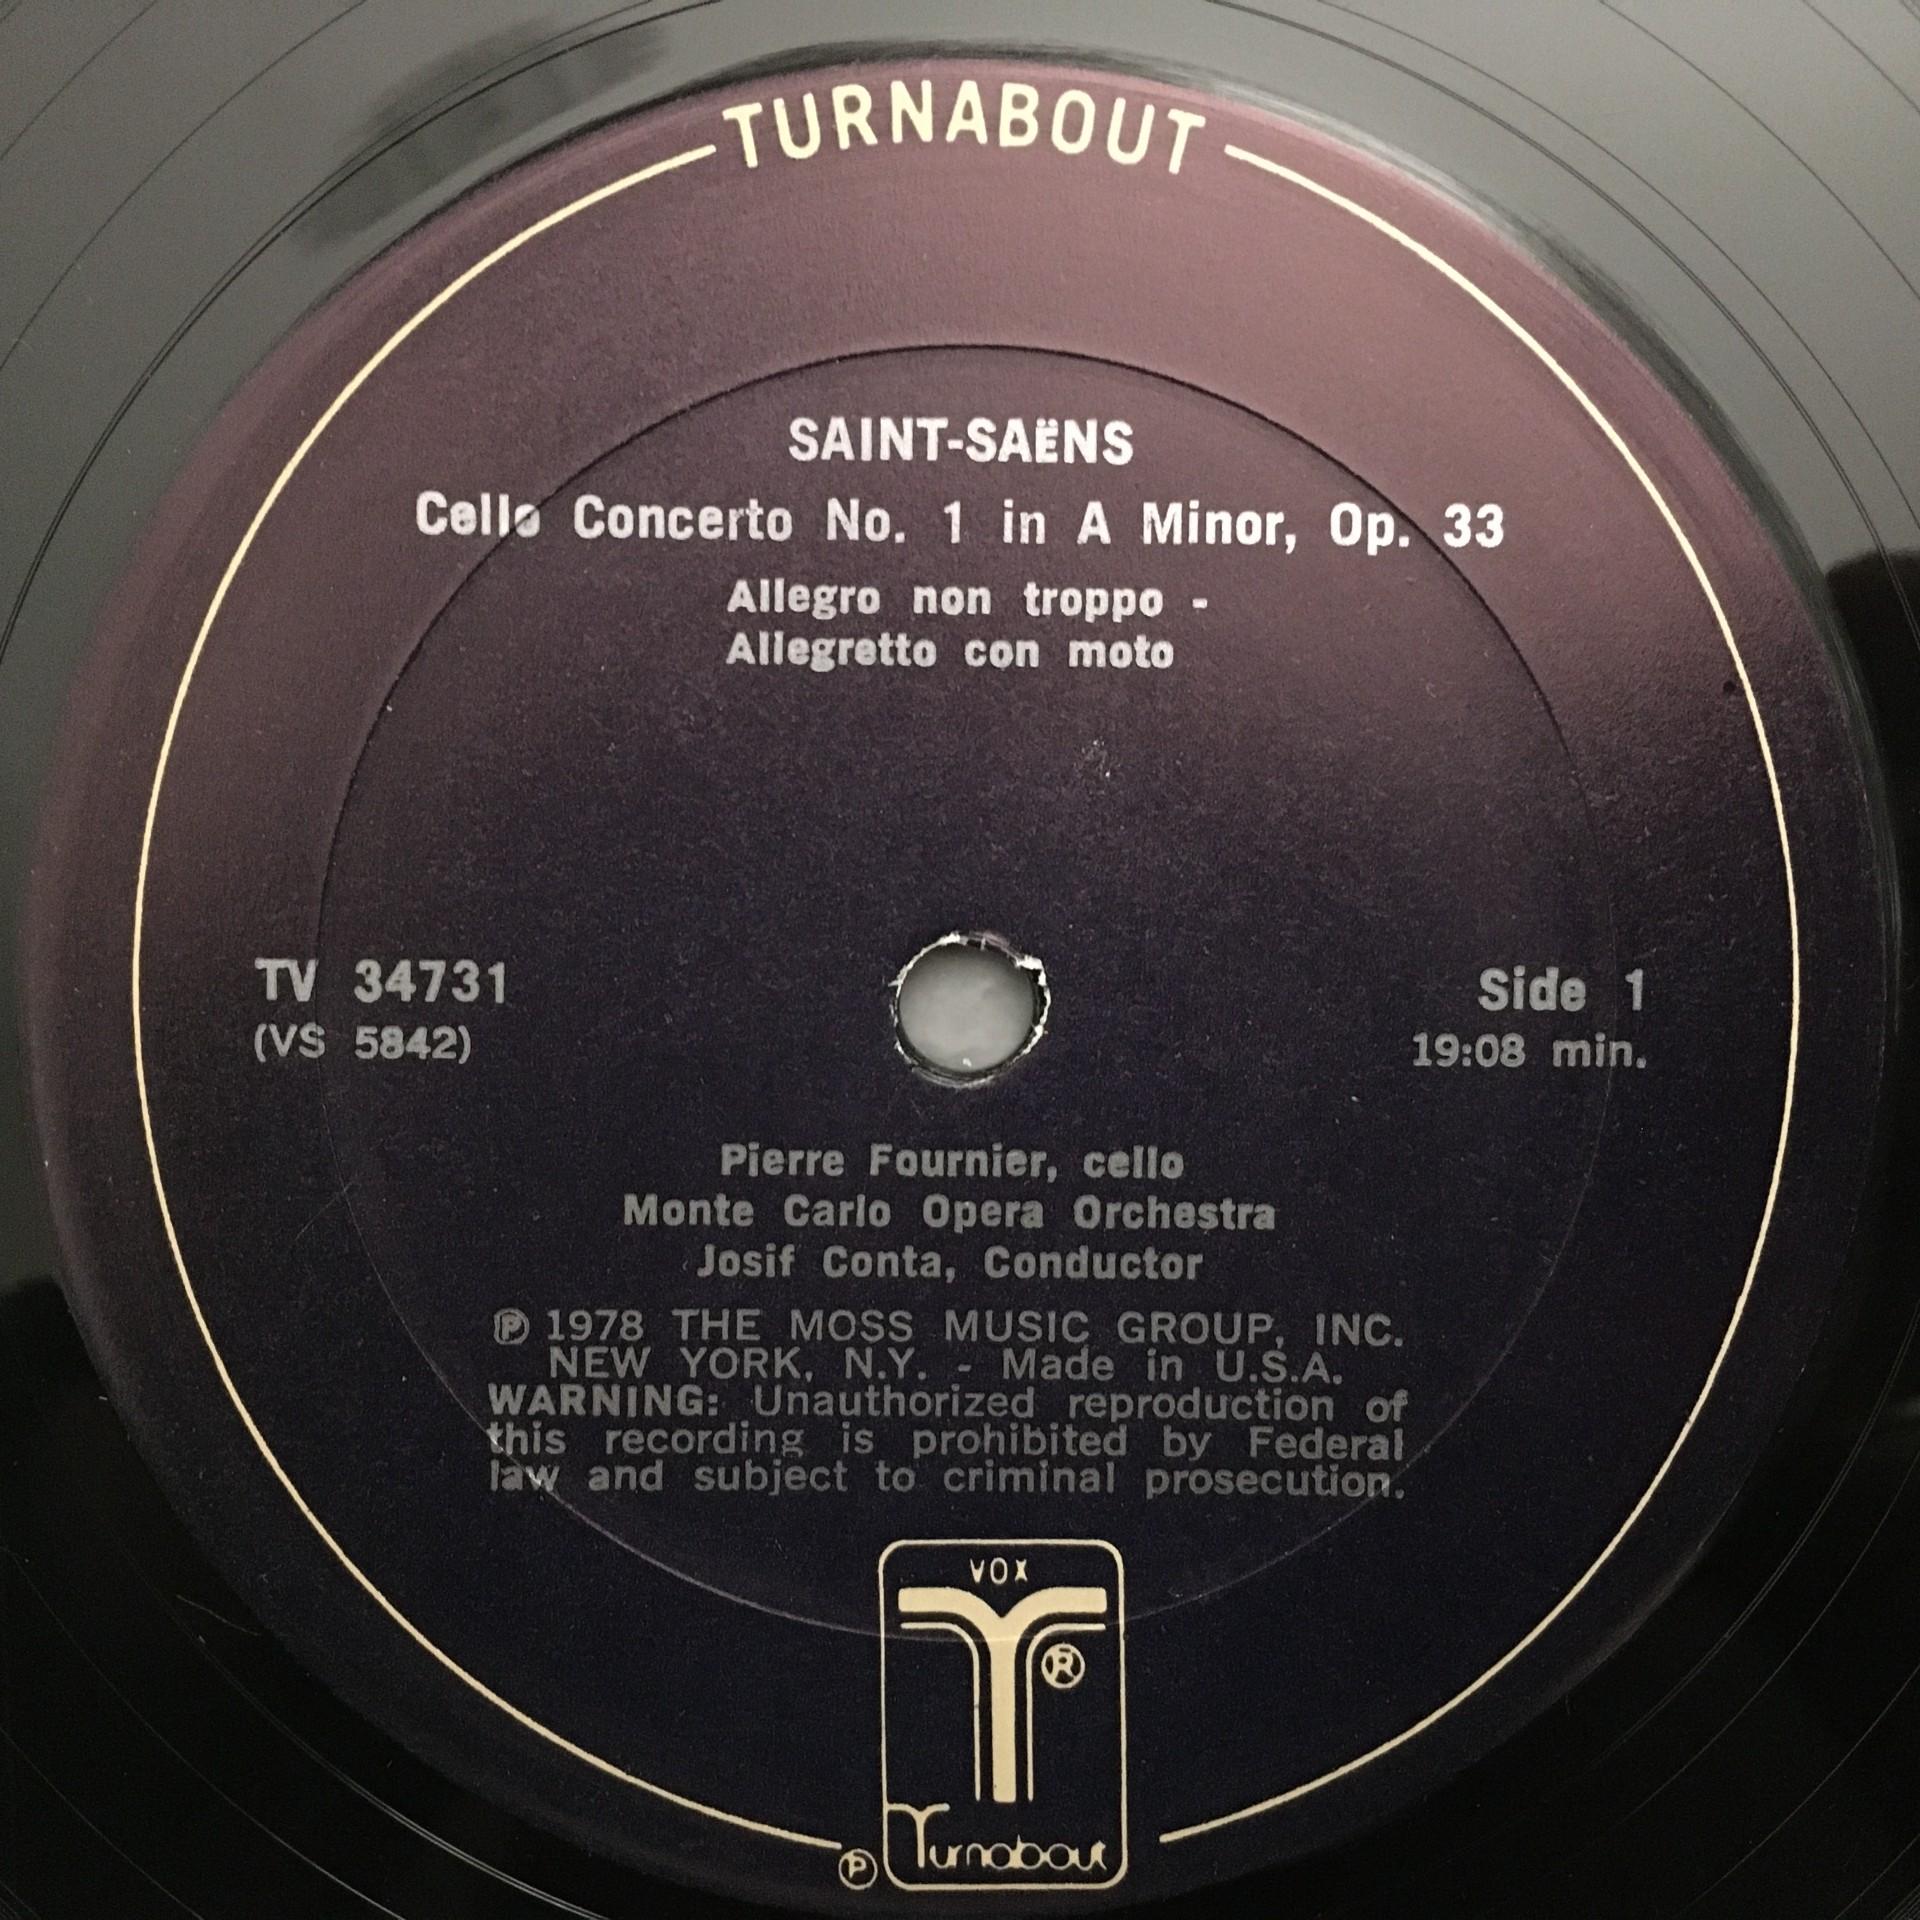 TURNABOUT
SAINT-SAËNS
Cello Concerto No. 1 in A Minor, Op. 33
Allegro non troppo -
Allegretto con moto
TV 34731
(VS 5842)
Side 1
19:08 min.
Pierre Fournier, cello
Monte Carlo Opera Orchestra
Josif Conta, Conductor
℗ 1978 THE MOSS MUSIC GROUP, INC.
NEW YORK, N.Y. - Made in U.S.A.
WARNING: Unauthorized reproduction of
this recording is prohibited by Federal
law and subject to criminal prosecution.
VOX
T ®
Turnabout
℗